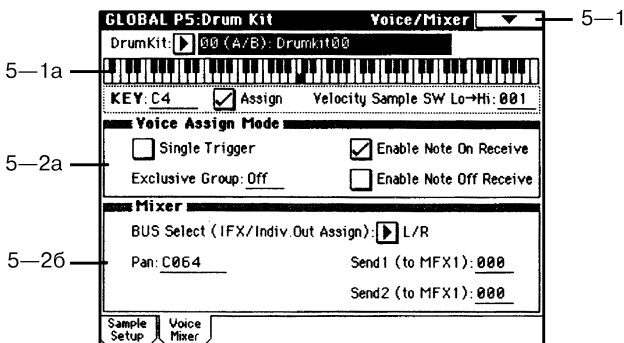 GLOBAL P5:Drum Kit Voice/Mixer 5—1
DrumKit: 00 (A/B): Drumkit00
5—1a
KEY: C4 Assign Velocity Sample SW Lo→Hi: 001
Voice Assign Mode
Single Trigger Enable Note On Receive
5—2a
Exclusive Group: Off Enable Note Off Receive
Mixer
BUS Select (IFX/Indiv.Out Assign): L/R
5—2б Pan: C064 Send1 (to MFX1): 000
Send2 (to MFX1): 000
Sample Setup Voice Mixer